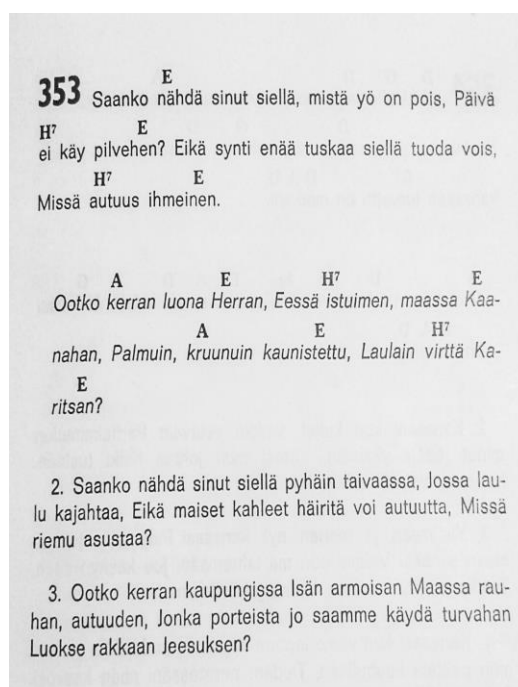 E
353 Saanko nähdä sinut siellä, mistä yö on pois, Päivä
H7 E
ei käy pilvehen? Eikä synti enää tuskaa siellä tuoda vois,
H7 E
Missä autuus ihmeinen.
A E H7 E
Ootko kerran luona Herran, Eessä istuimen, maassa Kaa-
A E H7
nahan, Palmuin, kruunuin kaunistettu, Laulain virttä Ka-
E
ritsan?
2. Saanko nähdä sinut siellä pyhäin taivaassa, Jossa lau-
lu kajahtaa, Eikä maiset kahleet häiritä voi autuutta, Missä
riemu asustaa?
3. Ootko kerran kaupungissa Isän armoisan Maassa rau-
han, autuuden, Jonka porteista jo saamme käydä turvahan
Luokse rakkaan Jeesuksen?